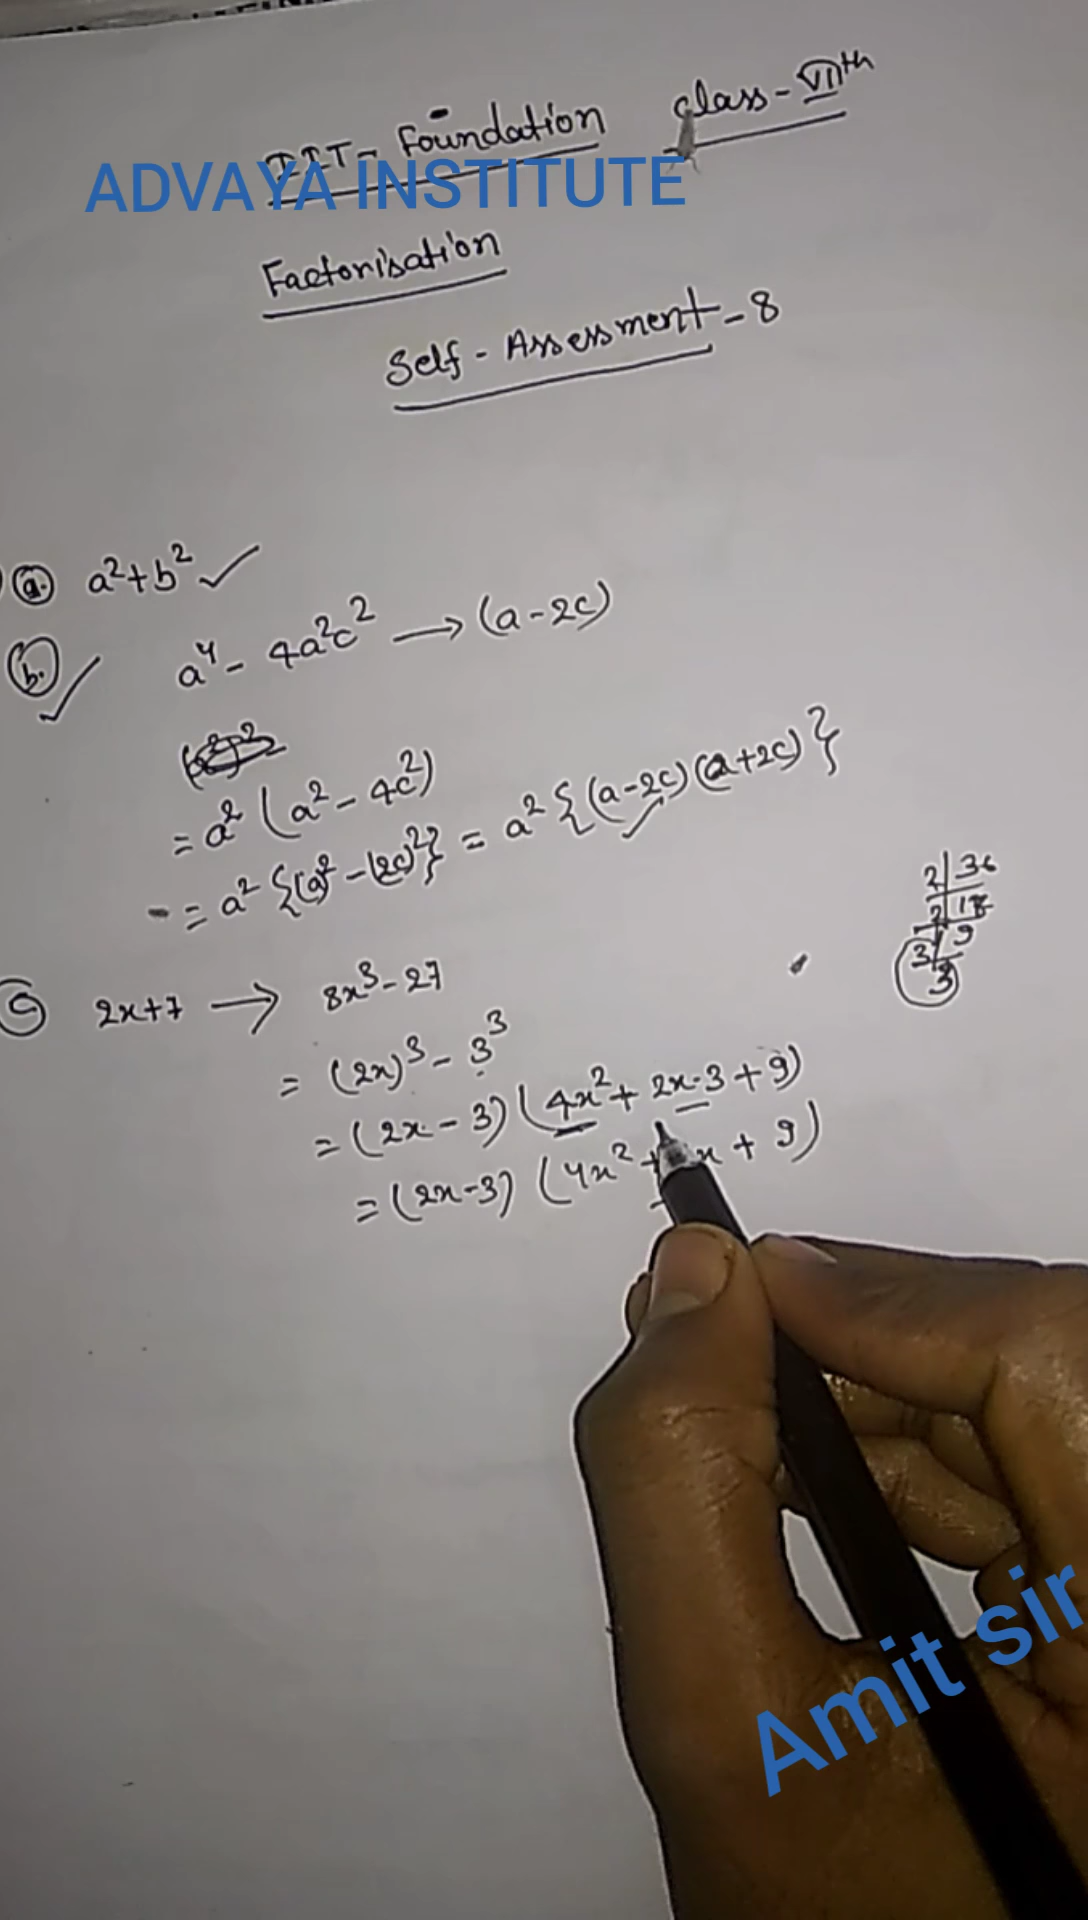 IIT - Foundation class - VIIth
ADVAYA INSTITUTE
Factorisation
Self - Assessment - 8
a. a²+b² ✓
b. ✓ a⁴ - 4a²c² → (a-2c)
= a² (a² - 4c²)
= a² {(a)² - (2c)²} = a² {(a-2c) (a+2c)}
2 | 36
2 | 18
3 | 9
3
c 2x+7 → 8x³ - 27
= (2x)³ - 3³
= (2x - 3) (4x² + 2x·3 + 9)
= (2x-3) (4x² + x + 9)
Amit sir